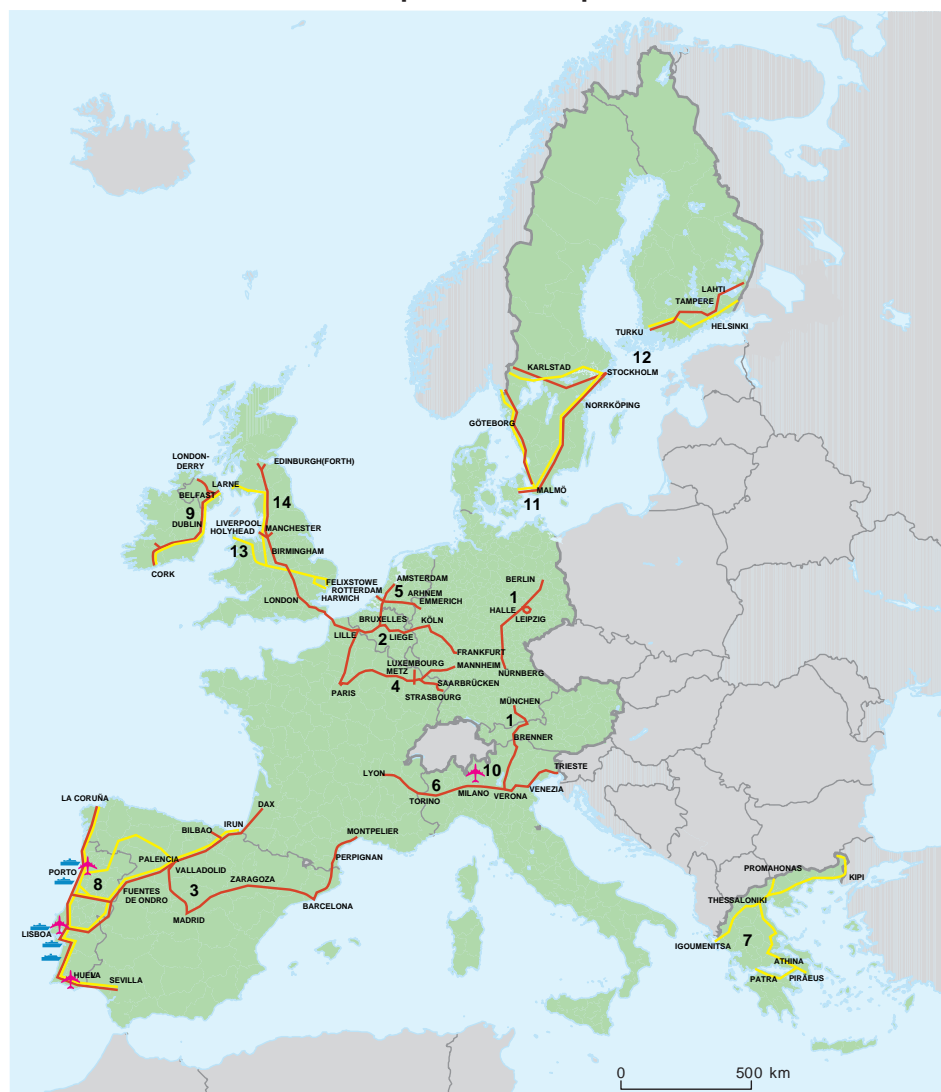 LAHTI
TAMPERE
TURKU
HELSINKI
12
KARLSTAD
STOCKHOLM
NORRKÖPING
GÖTEBORG
MALMÖ
11
LONDON-
DERRY
EDINBURGH(FORTH)
LARNE
BELFAST
14
9
DUBLIN
LIVERPOOL
HOLYHEAD
MANCHESTER
13
BIRMINGHAM
CORK
FELIXSTOWE
ROTTERDAM
HARWICH
LONDON
AMSTERDAM
5
ARHNEM
EMMERICH
BERLIN
1
HALLE
LEIPZIG
BRUXELLES
KÖLN
LILLE
2
LIEGE
FRANKFURT
LUXEMBOURG
METZ
MANNHEIM
NÜRNBERG
PARIS
4
SAARBRÜCKEN
STRASBOURG
MÜNCHEN
1
BRENNER
LYON
10
TRIESTE
6
TORINO
MILANO
VERONA
VENEZIA
LA CORUÑA
DAX
BILBAO
IRUN
MONTPELIER
PALENCIA
PERPIGNAN
PORTO
VALLADOLID
8
ZARAGOZA
FUENTES
DE ONDRO
3
MADRID
BARCELONA
LISBOA
HUELVA
SEVILLA
PROMAHONAS
KIPI
THESSALONIKI
IGOUMENITSA
7
ATHINA
PATRA
PIRAEUS
0 500 km